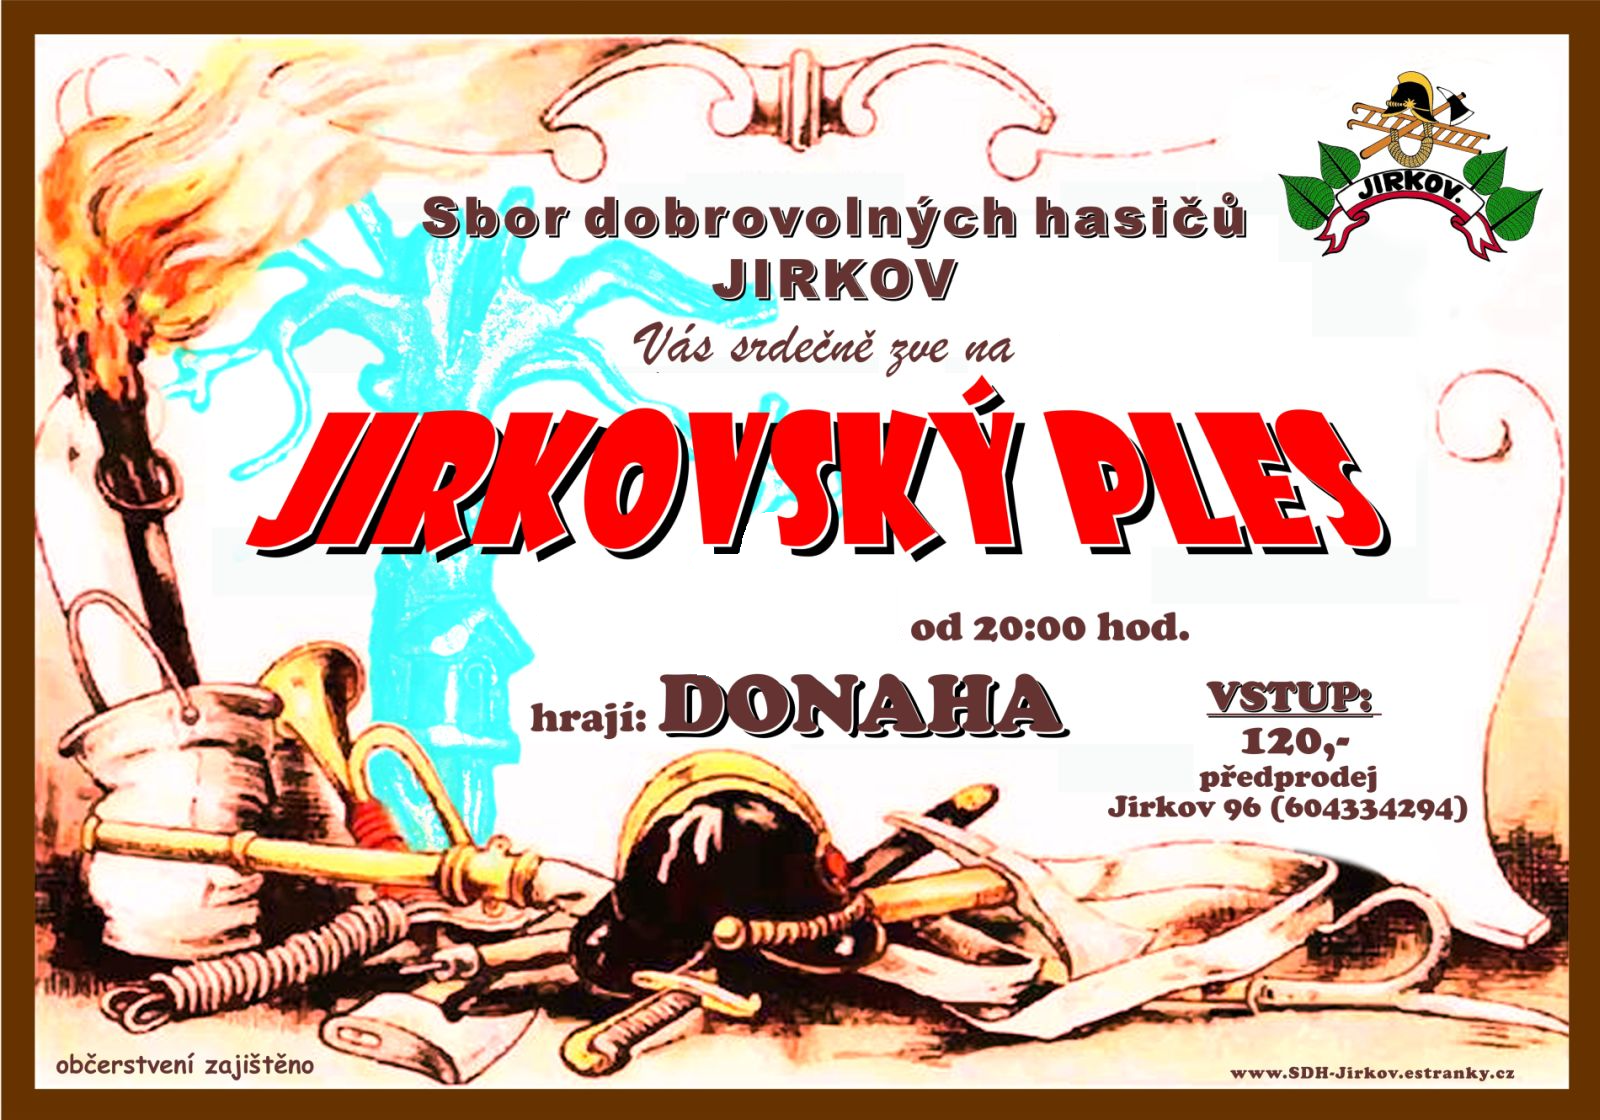 JIRKOV.
Sbor dobrovolných hasičů
JIRKOV
Vás srdečně zve na
JIRKOVSKÝ PLES
od 20:00 hod.
hrají: DONAHA
VSTUP:
120,-
předprodej
Jirkov 96 (604334294)
občerstvení zajištěno
www.SDH-Jirkov.estranky.cz